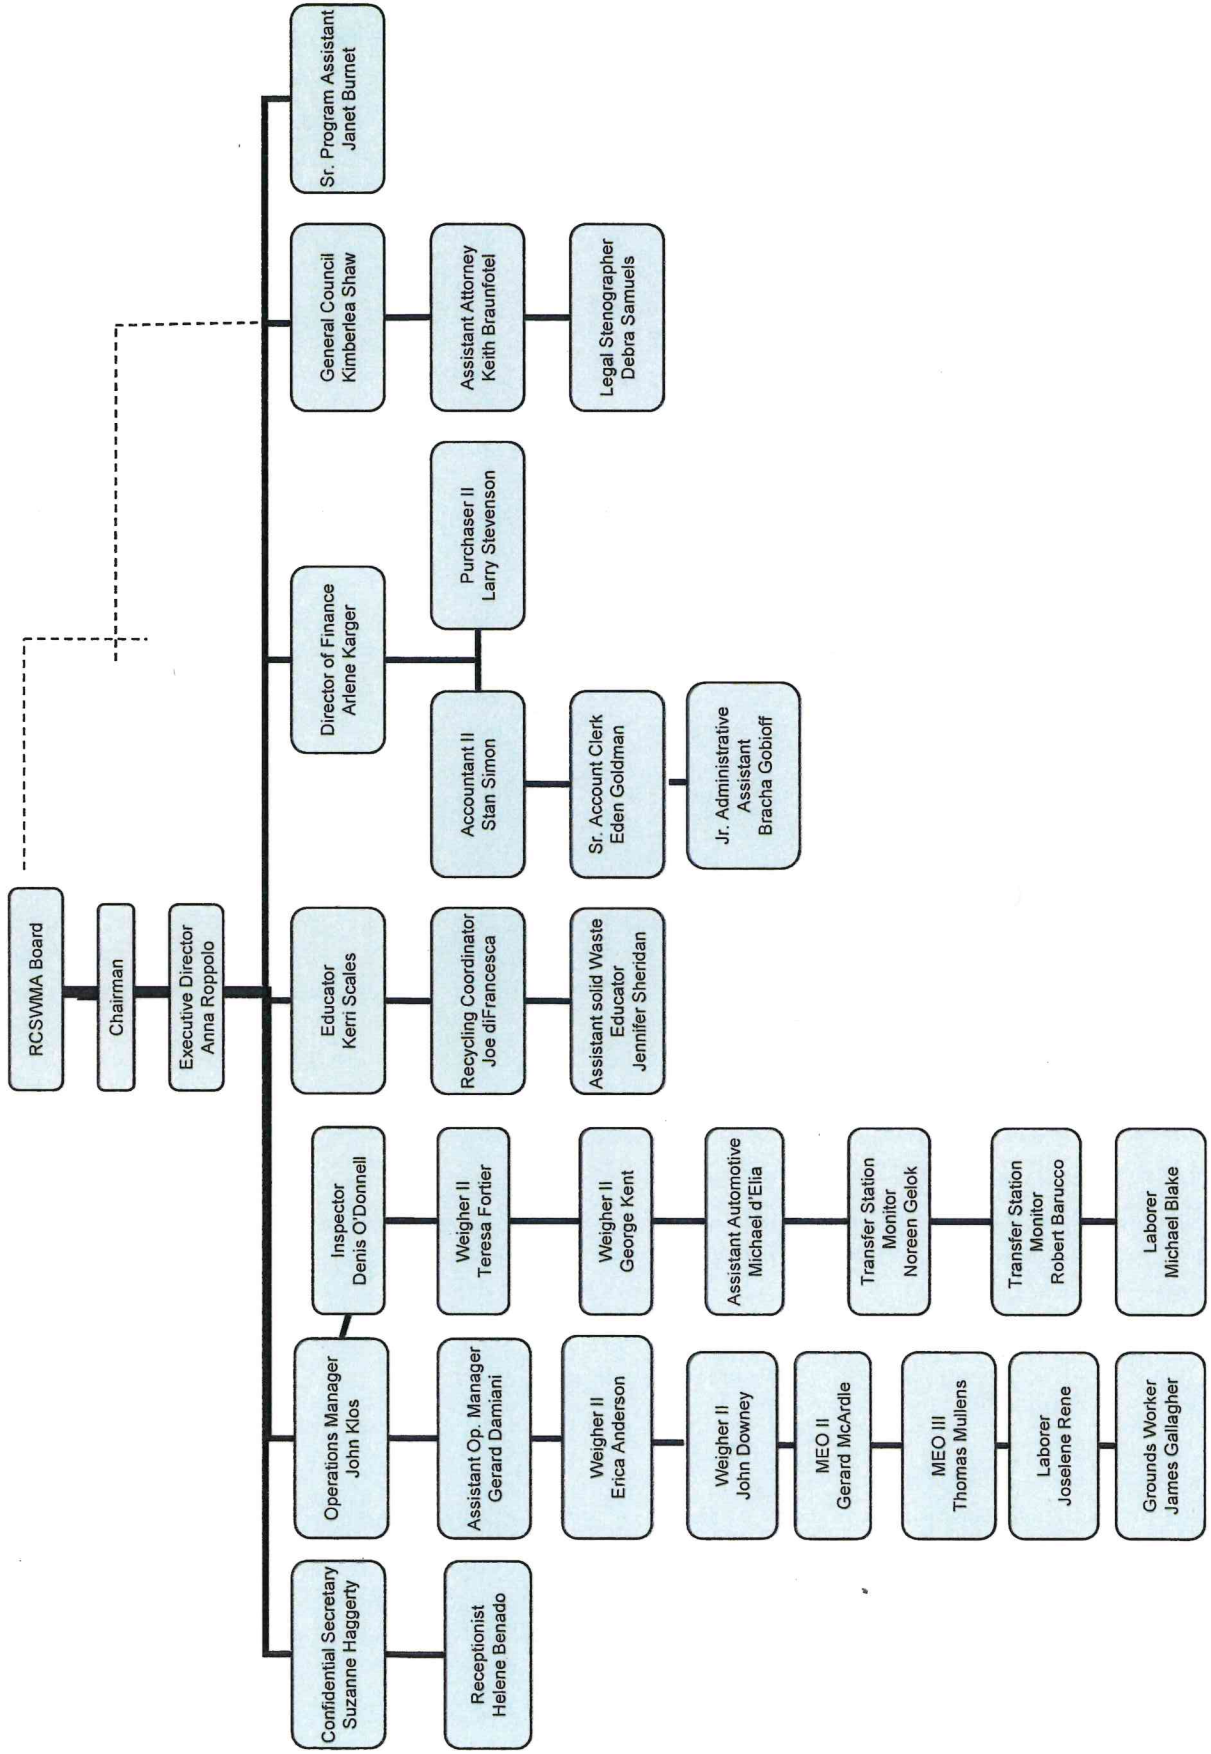 RCSWMA Board
Chairman
Executive Director
Anna Roppolo
Confidential Secretary
Suzanne Haggerty
Receptionist
Helene Benado
Operations Manager
John Klos
Assistant Op. Manager
Gerard Damiani
Weigher II
Erica Anderson
Weigher II
John Downey
MEO II
Gerard McArdle
MEO III
Thomas Mullens
Laborer
Joselene Rene
Grounds Worker
James Gallagher
Inspector
Denis O'Donnell
Weigher II
Teresa Fortier
Weigher II
George Kent
Assistant Automotive
Michael d'Elia
Transfer Station
Monitor
Noreen Gelok
Transfer Station
Monitor
Robert Barucco
Laborer
Michael Blake
Educator
Kerri Scales
Recycling Coordinator
Joe diFrancesca
Assistant solid Waste
Educator
Jennifer Sheridan
Director of Finance
Arlene Karger
Accountant II
Stan Simon
Sr. Account Clerk
Eden Goldman
Jr. Administrative
Assistant
Bracha Gobioff
Purchaser II
Larry Stevenson
General Council
Kimberlea Shaw
Assistant Attorney
Keith Braunfotel
Legal Stenographer
Debra Samuels
Sr. Program Assistant
Janet Burnet